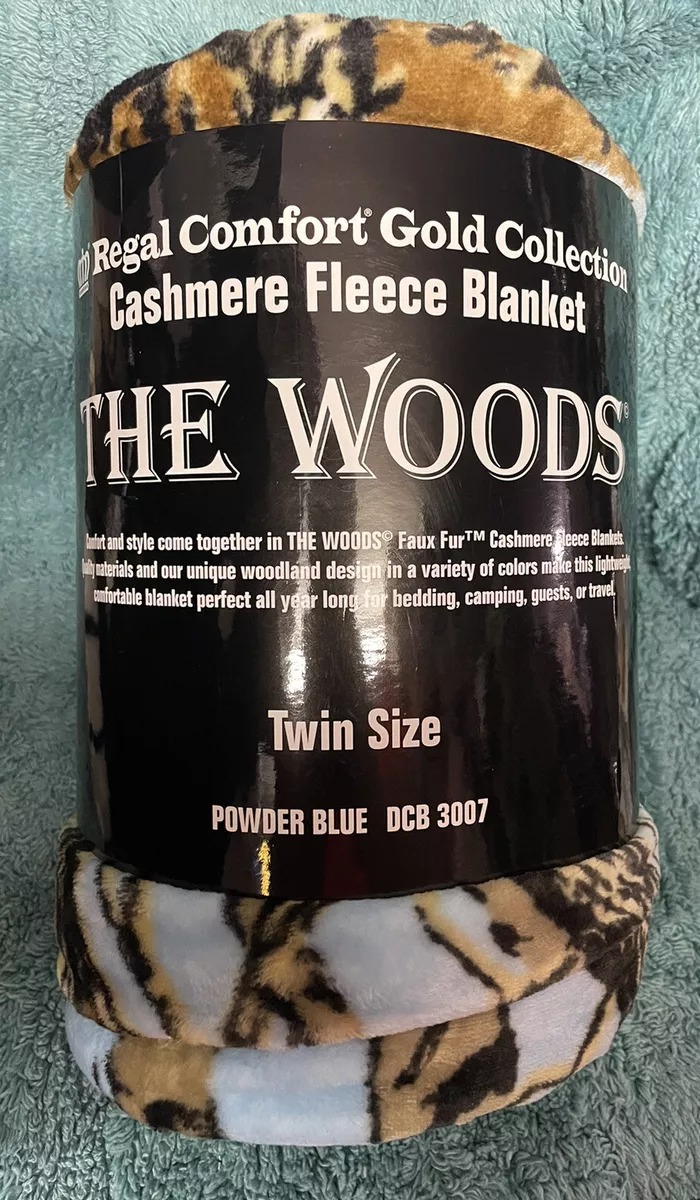 Regal Comfort® Gold Collection
Cashmere Fleece Blanket
THE WOODS®
Comfort and style come together in THE WOODS© Faux Fur™ Cashmere Fleece Blankets.
materials and our unique woodland design in a variety of colors make this lightweight,
comfortable blanket perfect all year long for bedding, camping, guests, or travel.
Twin Size
POWDER BLUE DCB 3007